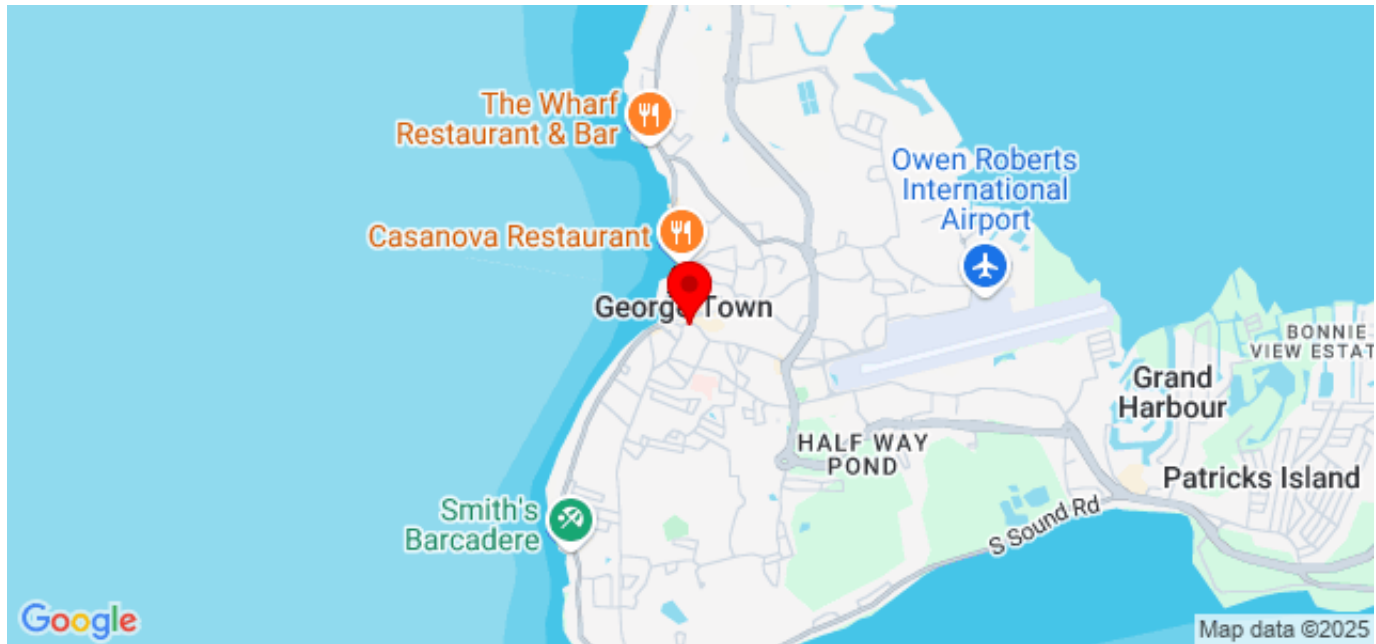 The Wharf
Restaurant & Bar
Owen Roberts
International
Airport
Casanova Restaurant
George Town
BONNIE
VIEW ESTAT
Grand
Harbour
HALF WAY
POND
Patricks Island
Smith's
Barcadere
S Sound Rd
Google
Map data ©2025